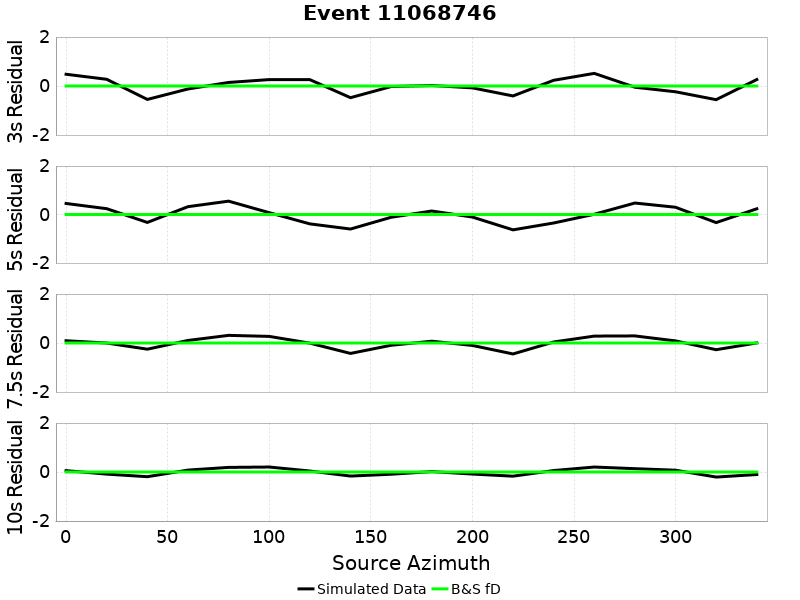 Event 11068746
3s Residual
2
0
-2
5s Residual
2
0
-2
7.5s Residual
2
0
-2
10s Residual
2
0
-2
0 50 100 150 200 250 300
Source Azimuth
Simulated Data B&S fD